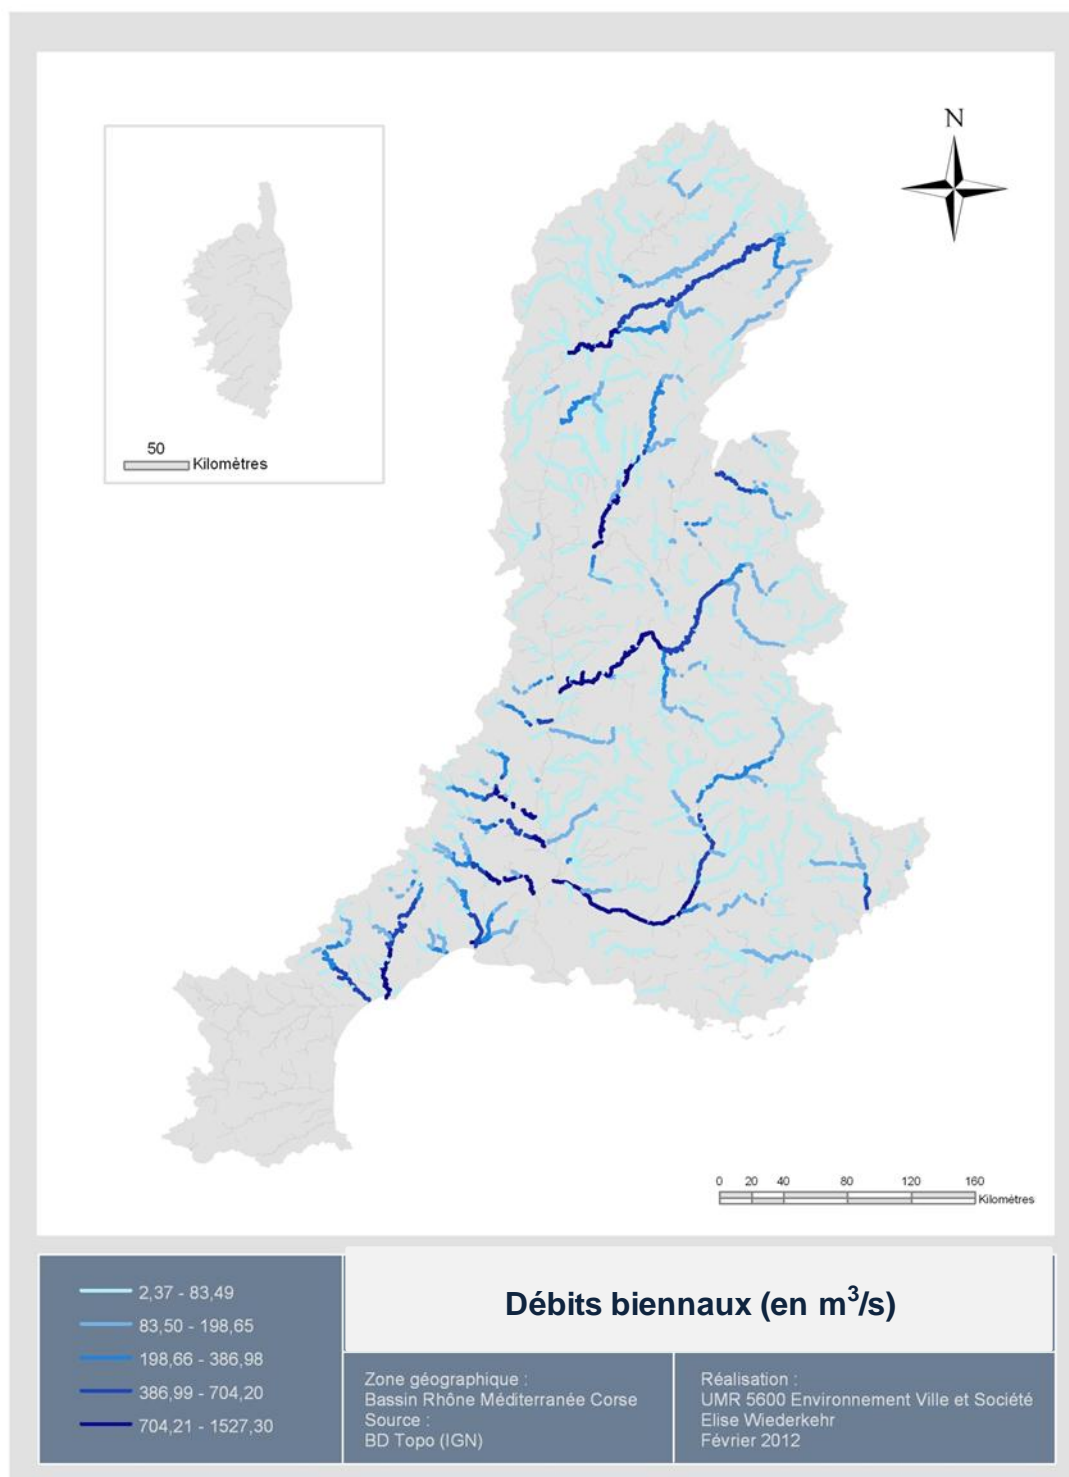 N
50
Kilomètres
0 20 40 80 120 160
Kilomètres
2,37 - 83,49
83,50 - 198,65
198,66 - 386,98
386,99 - 704,20
704,21 - 1527,30
Débits biennaux (en m³/s)
Zone géographique :
Bassin Rhône Méditerranée Corse
Source :
BD Topo (IGN)
Réalisation :
UMR 5600 Environnement Ville et Société
Elise Wiederkehr
Février 2012